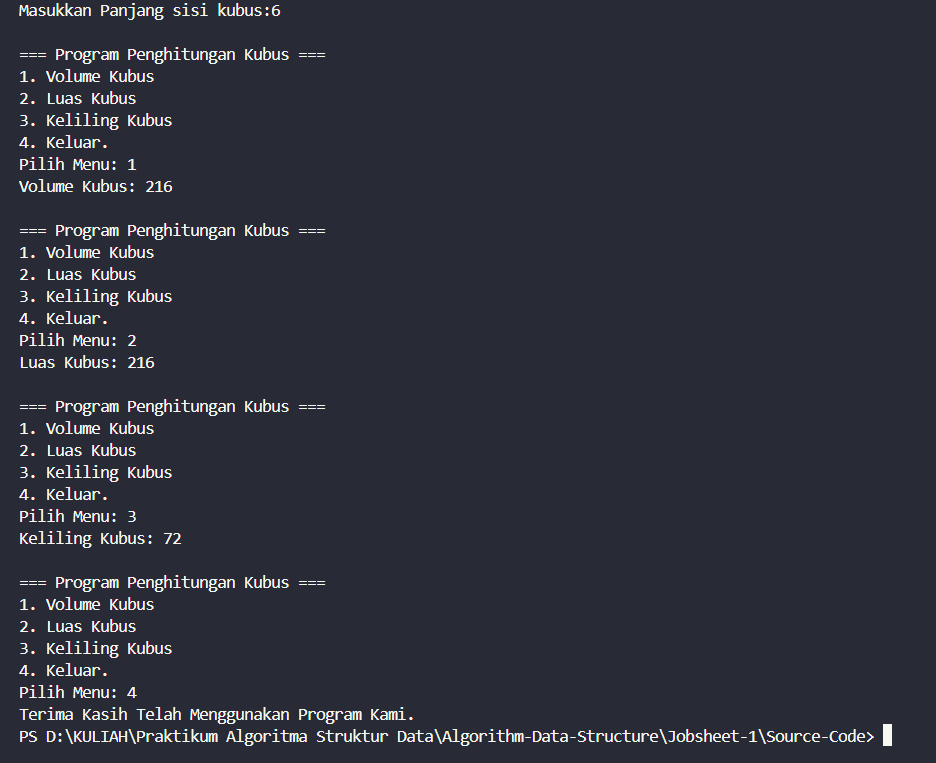 Masukkan Panjang sisi kubus:6
=== Program Penghitungan Kubus ===
1. Volume Kubus
2. Luas Kubus
3. Keliling Kubus
4. Keluar.
Pilih Menu: 1
Volume Kubus: 216
=== Program Penghitungan Kubus ===
1. Volume Kubus
2. Luas Kubus
3. Keliling Kubus
4. Keluar.
Pilih Menu: 2
Luas Kubus: 216
=== Program Penghitungan Kubus ===
1. Volume Kubus
2. Luas Kubus
3. Keliling Kubus
4. Keluar.
Pilih Menu: 3
Keliling Kubus: 72
=== Program Penghitungan Kubus ===
1. Volume Kubus
2. Luas Kubus
3. Keliling Kubus
4. Keluar.
Pilih Menu: 4
Terima Kasih Telah Menggunakan Program Kami.
PS D:\KULIAH\Praktikum Algoritma Struktur Data\Algorithm-Data-Structure\Jobsheet-1\Source-Code>